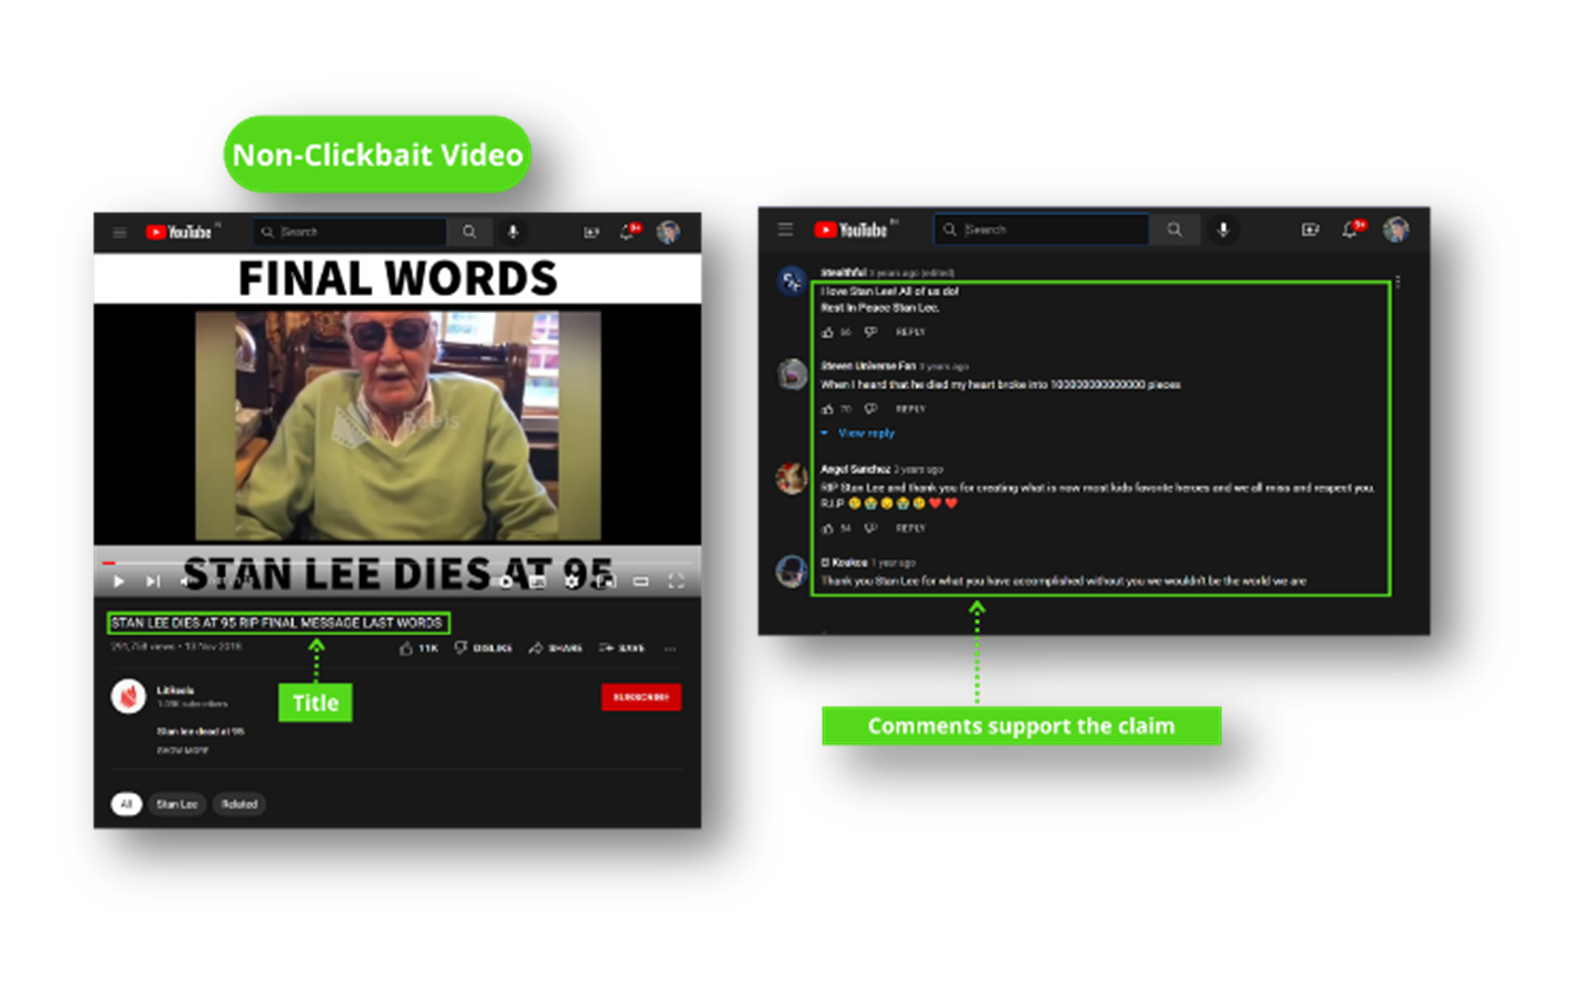 Non-Clickbait Video
YouTube
Search
FINAL WORDS
Reels
STAN LEE DIES AT 95
STAN LEE DIES AT 95 RIP FINAL MESSAGE LAST WORDS
291,758 views • 13 Nov 2018
11K DISLIKE SHARE SAVE
LitReels
subscribers
SUBSCRIBE
Title
Stan lee dead at 95
SHOW MORE
All Stan Lee Related
YouTube
Search
9+
Stealthful 3 years ago (edited)
I love Stan Lee! All of us do!
Rest In Peace Stan Lee.
66 REPLY
Steven Universe Fan 3 years ago
When I heard that he died my heart broke into pieces
70 REPLY
View reply
Angel Sanchez 3 years ago
RIP Stan Lee and thank you for creating what is now most kids favorite heroes and we all miss and respect you.
R.I.P 😢😭😢😭😢❤️❤️
54 REPLY
El Koukou 1 year ago
Thank you Stan Lee for what you have accomplished without you we wouldn't be the world we are
Comments support the claim